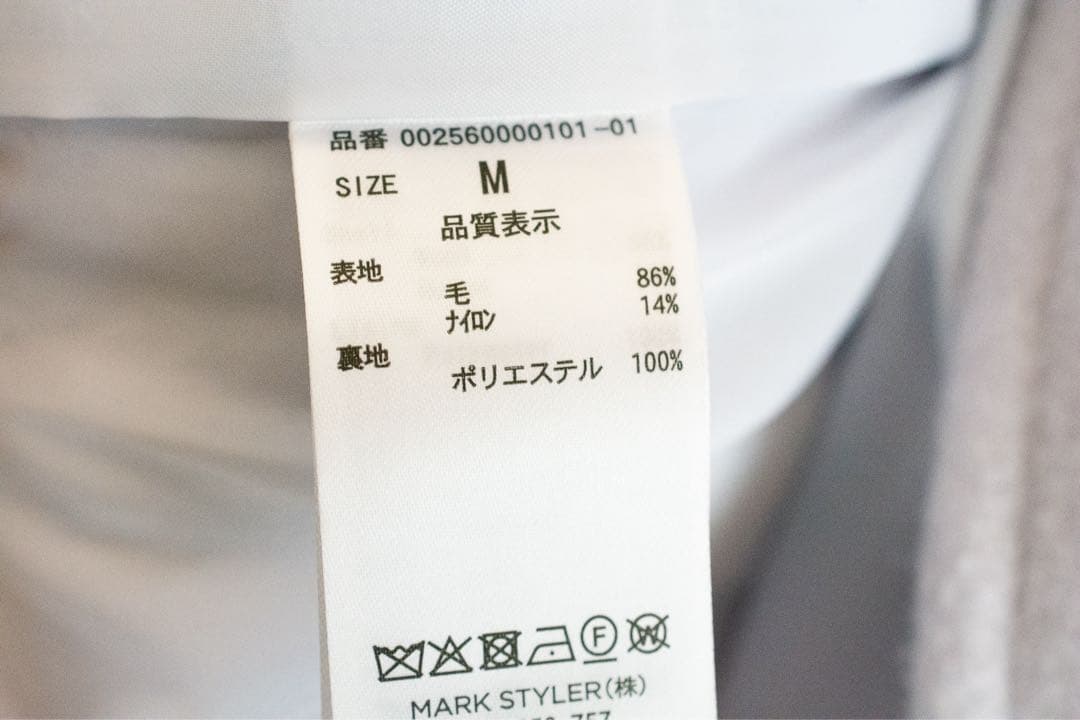 品番 002560000101-01
SIZE M
品質表示
表地
毛 86%
ﾅｲﾛﾝ 14%
裏地
ポリエステル 100%
F W
MARK STYLER(株)